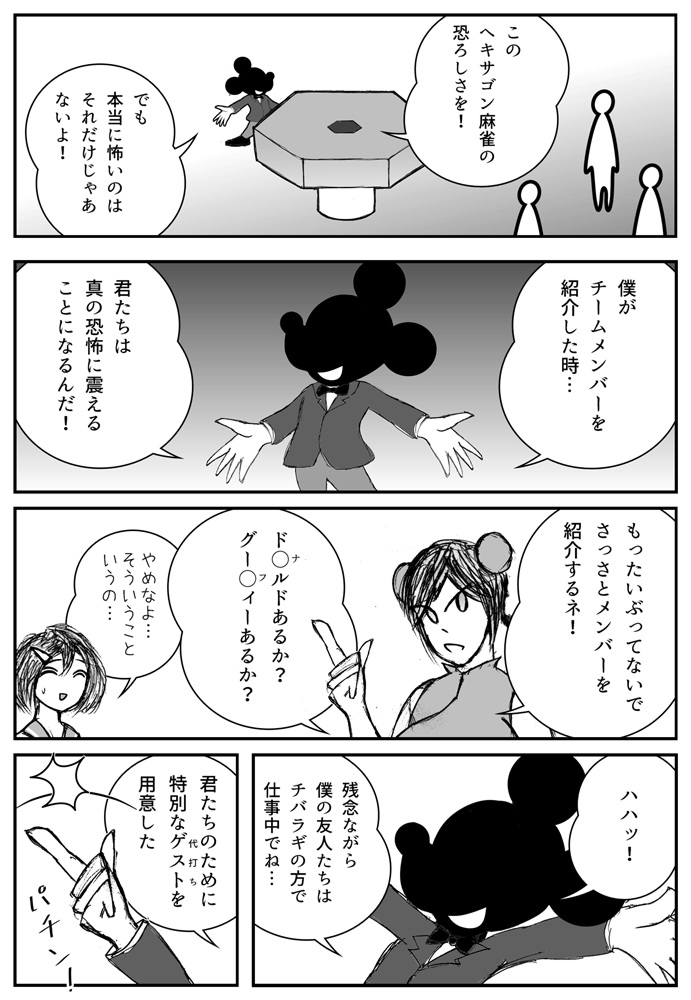 この
ヘキサゴン麻雀の
恐ろしさを！
でも
本当に怖いのは
それだけじゃあ
ないよ！
僕が
チームメンバーを
紹介した時…
君たちは
真の恐怖に震える
ことになるんだ！
もったいぶってないで
さっさとメンバーを
紹介するネ！
ド〇ルドあるか？
ナ
グー〇ィーあるか？
フ
やめなよ…
そういうこと
いうの…
ハハッ！
残念ながら
僕の友人たちは
チバラギの方で
仕事中でね…
君たちのために
特別なゲストを
代打ち
用意した
パチン！